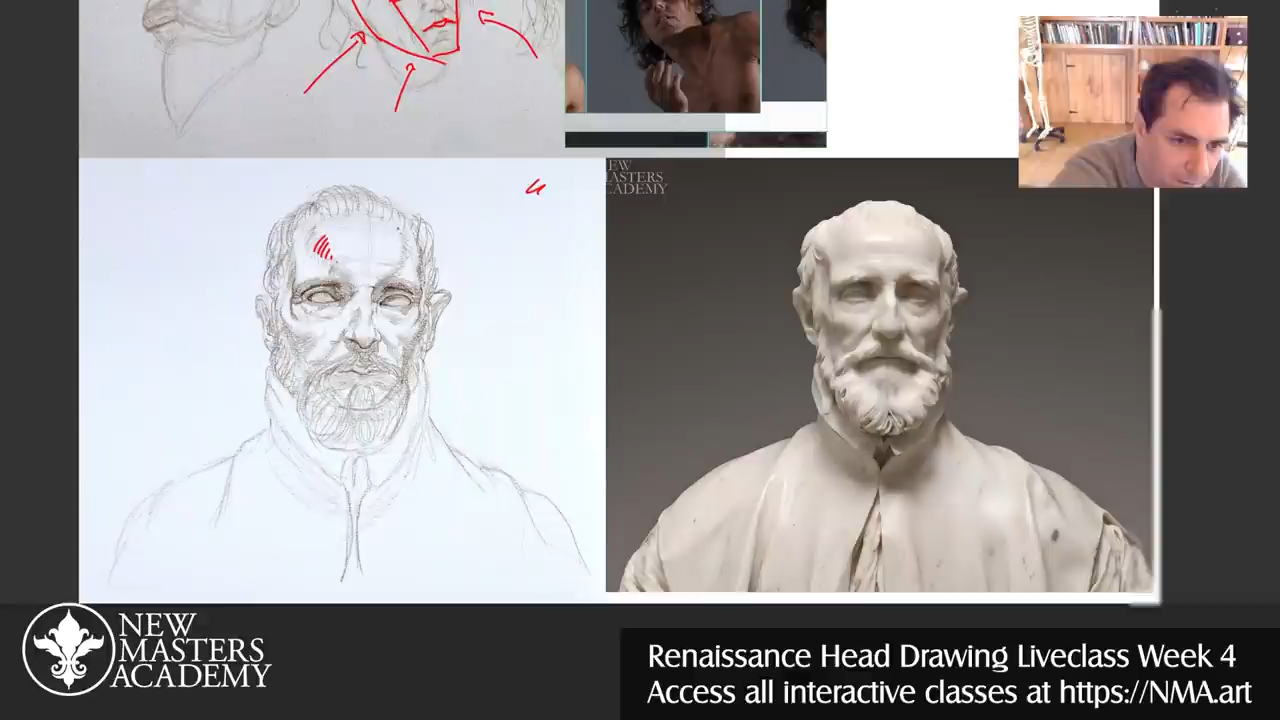 EW
MASTERS
ACADEMY
NEW
MASTERS
ACADEMY
Renaissance Head Drawing Liveclass Week 4
Access all interactive classes at https://NMA.art